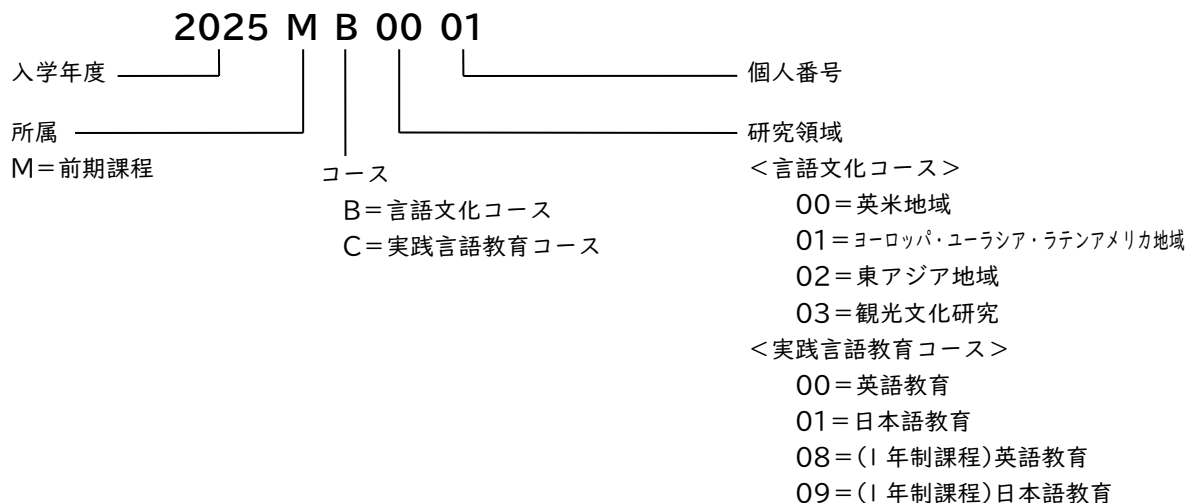 2025 M B 00 01
入学年度
個人番号
所属
M=前期課程
コース
B=言語文化コース
C=実践言語教育コース
研究領域
<言語文化コース>
00=英米地域
01=ヨーロッパ・ユーラシア・ラテンアメリカ地域
02=東アジア地域
03=観光文化研究
<実践言語教育コース>
00=英語教育
01=日本語教育
08=(1年制課程)英語教育
09=(1年制課程)日本語教育